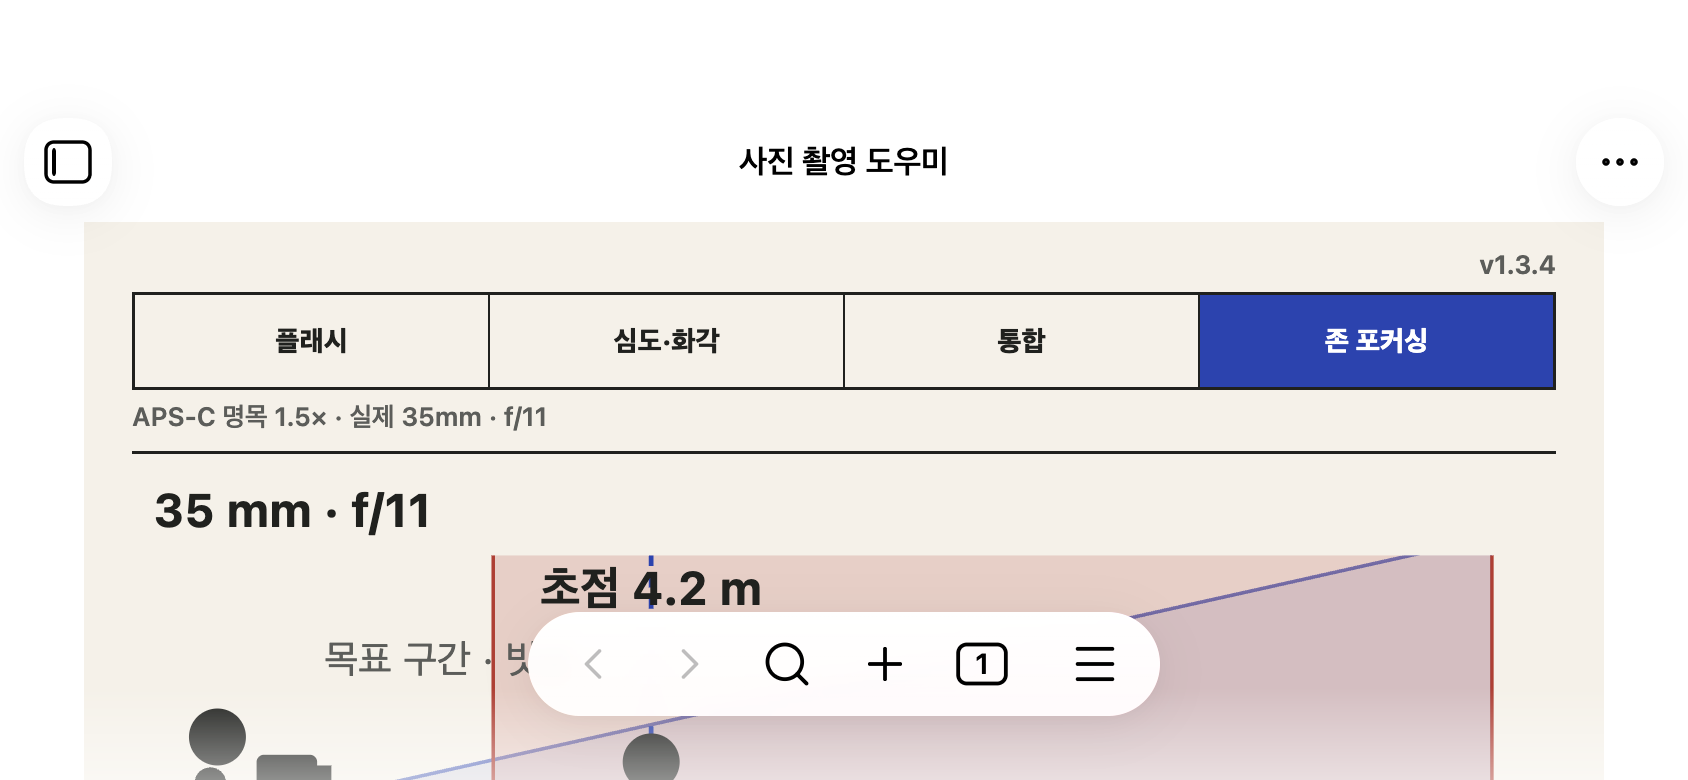 사진 촬영 도우미
v1.3.4
플래시 심도·화각 통합 존 포커싱
APS-C 명목 1.5× · 실제 35mm · f/11
35 mm · f/11
초점 4.2 m
목표 구간 ·
1